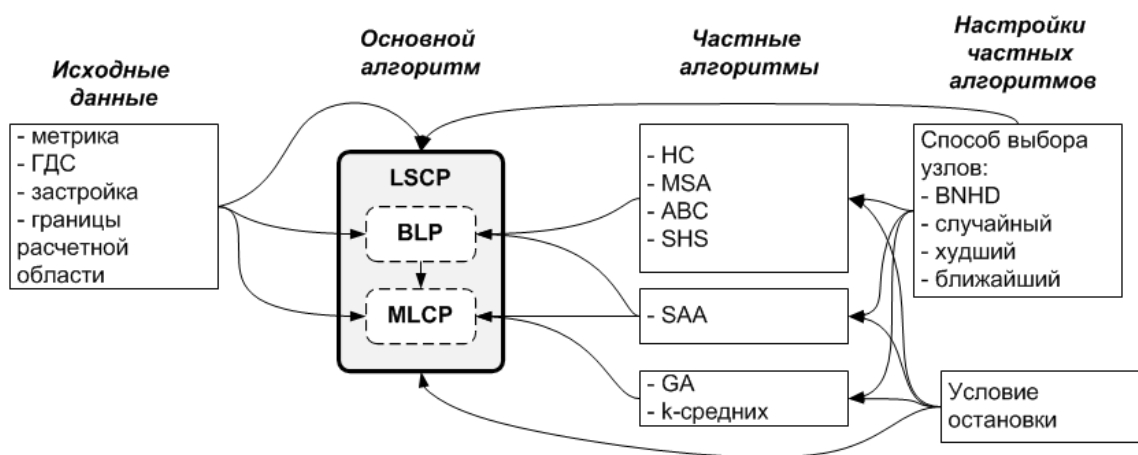 Исходные
данные
- метрика
- ГДС
- застройка
- границы
расчетной
области
Основной
алгоритм
LSCP
BLP
MLCP
Частные
алгоритмы
- HC
- MSA
- ABC
- SHS
- SAA
- GA
- k-средних
Настройки
частных
алгоритмов
Способ выбора
узлов:
- BNHD
- случайный
- худший
- ближайший
Условие
остановки